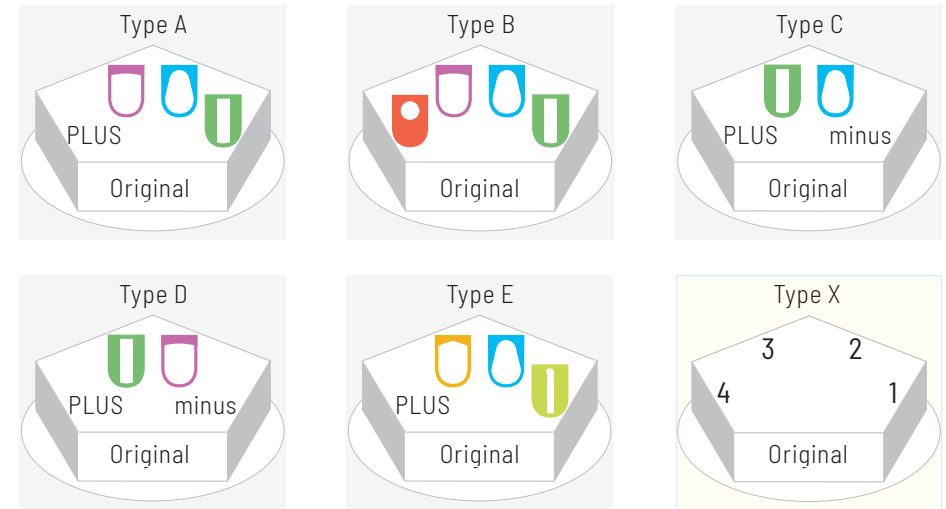 Type A
PLUS
Original
Type B
Original
Type C
PLUS minus
Original
Type D
PLUS minus
Original
Type E
PLUS
Original
Type X
3 2
4 1
Original